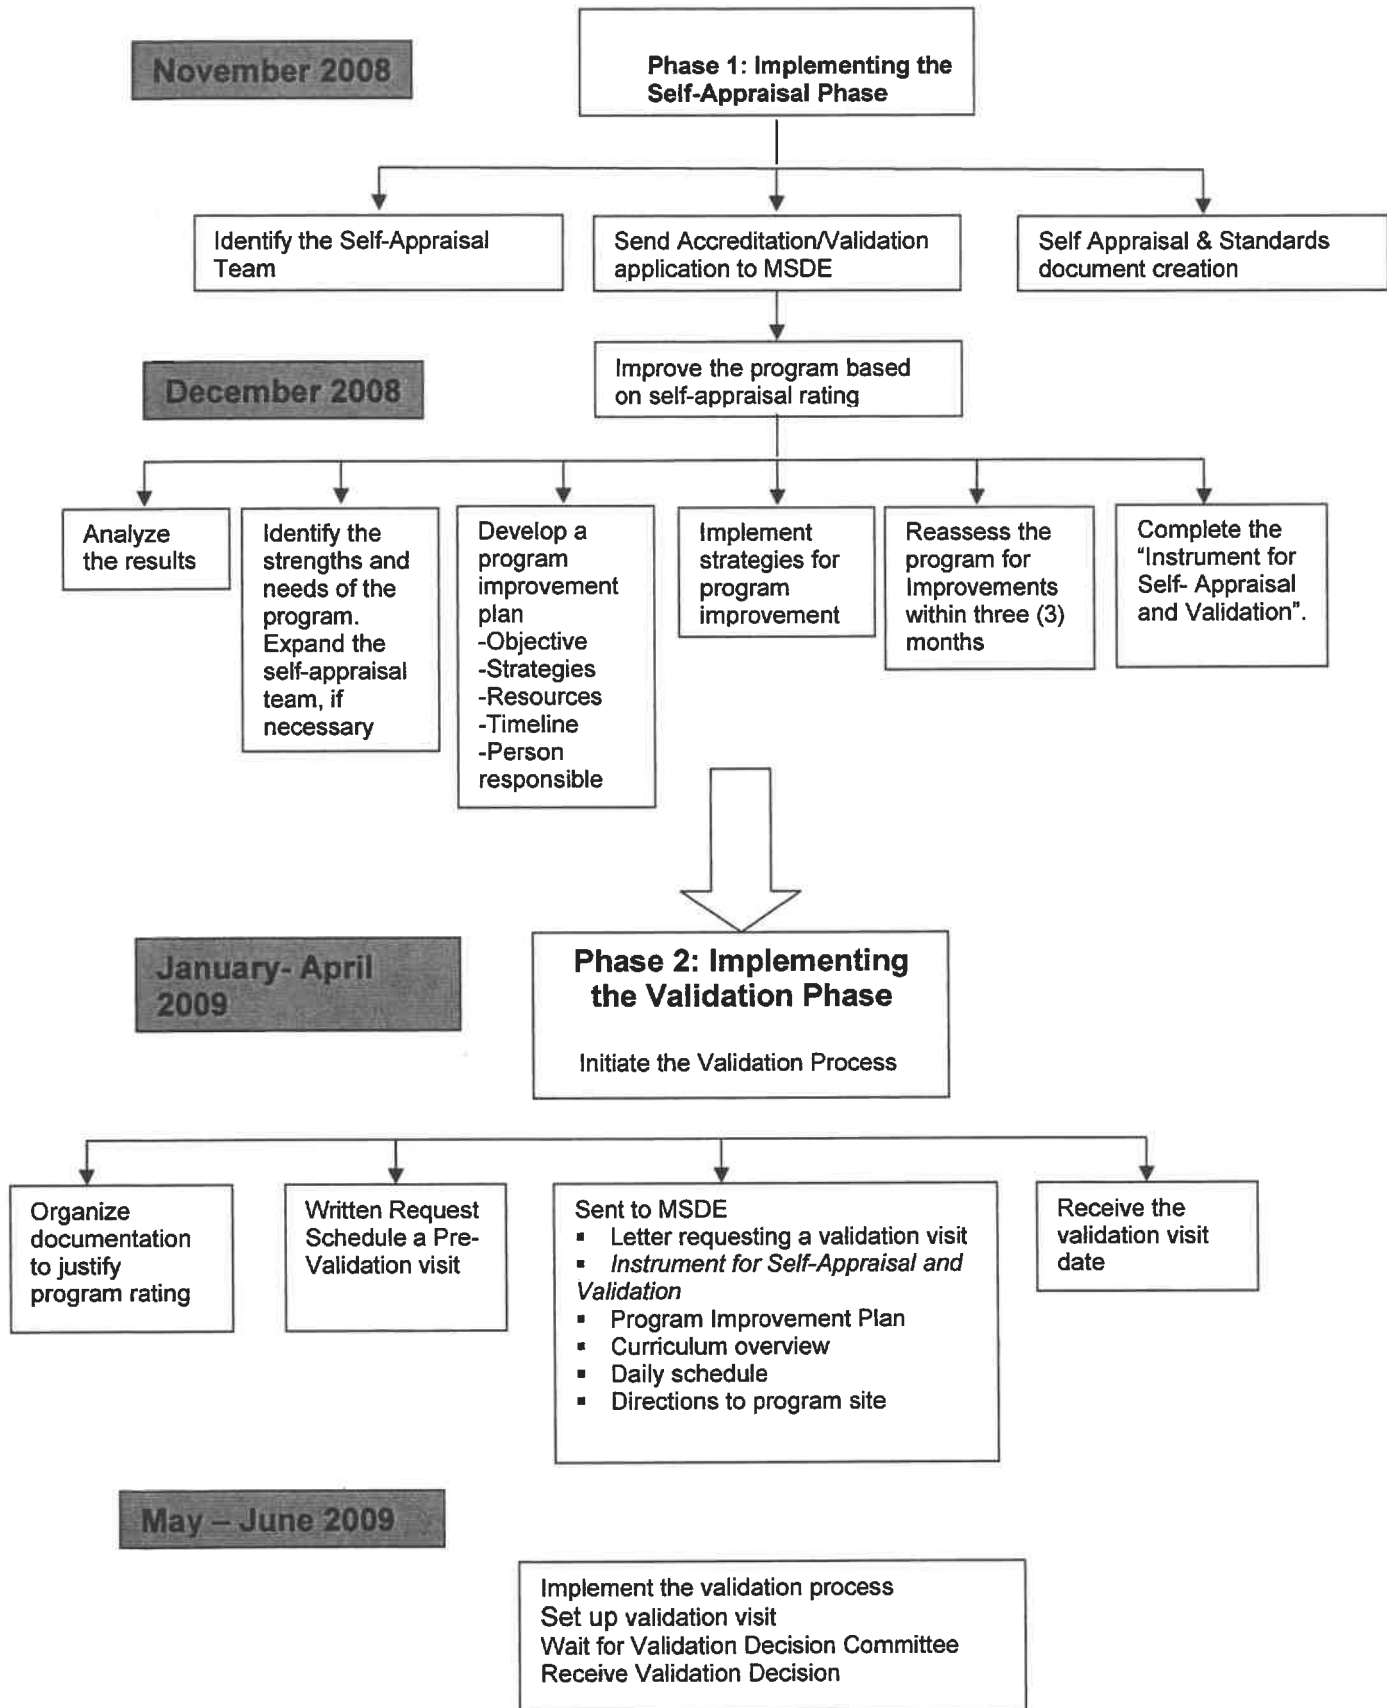 November 2008
Phase 1: Implementing the
Self-Appraisal Phase
Identify the Self-Appraisal
Team
Send Accreditation/Validation
application to MSDE
Self Appraisal & Standards
document creation
December 2008
Improve the program based
on self-appraisal rating
Analyze
the results
Identify the
strengths and
needs of the
program.
Expand the
self-appraisal
team, if
necessary
Develop a
program
improvement
plan
-Objective
-Strategies
-Resources
-Timeline
-Person
responsible
Implement
strategies for
program
improvement
Reassess the
program for
Improvements
within three (3)
months
Complete the
“Instrument for
Self- Appraisal
and Validation”.
January- April
2009
Phase 2: Implementing
the Validation Phase
Initiate the Validation Process
Organize
documentation
to justify
program rating
Written Request
Schedule a Pre-
Validation visit
Sent to MSDE
▪ Letter requesting a validation visit
▪ Instrument for Self-Appraisal and
Validation
▪ Program Improvement Plan
▪ Curriculum overview
▪ Daily schedule
▪ Directions to program site
Receive the
validation visit
date
May – June 2009
Implement the validation process
Set up validation visit
Wait for Validation Decision Committee
Receive Validation Decision